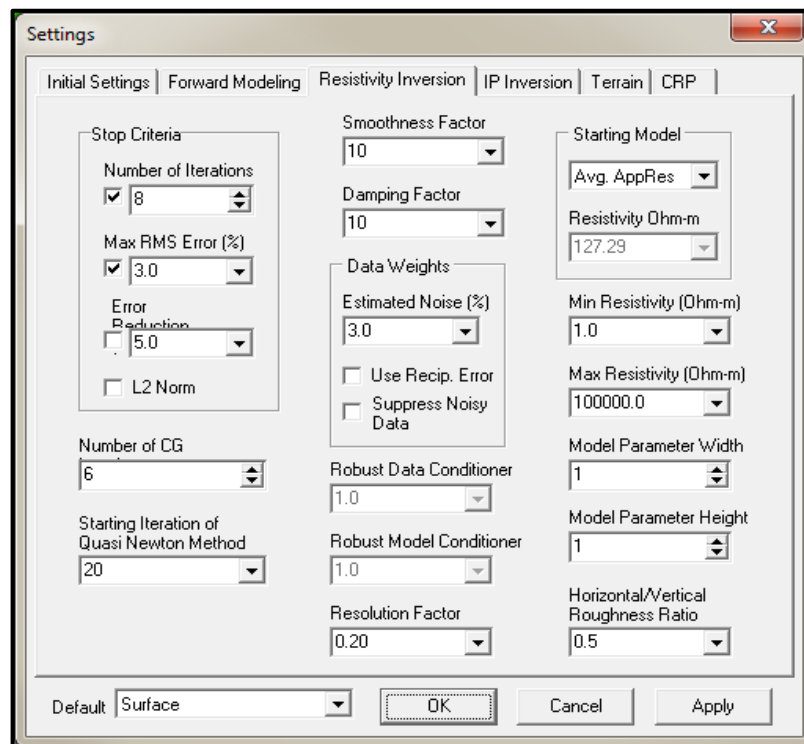 Settings
Initial Settings
Forward Modeling
Resistivity Inversion
IP Inversion
Terrain
CRP
Stop Criteria
Number of Iterations
8
Max RMS Error (%)
3.0
Error
Reduction
5.0
L2 Norm
Number of CG
6
Starting Iteration of
Quasi Newton Method
20
Smoothness Factor
10
Damping Factor
10
Data Weights
Estimated Noise (%)
3.0
Use Recip. Error
Suppress Noisy
Data
Robust Data Conditioner
1.0
Robust Model Conditioner
1.0
Resolution Factor
0.20
Starting Model
Avg. AppRes
Resistivity Ohm-m
127.29
Min Resistivity (Ohm-m)
1.0
Max Resistivity (Ohm-m)
100000.0
Model Parameter Width
1
Model Parameter Height
1
Horizontal/Vertical
Roughness Ratio
0.5
Default
Surface
OK
Cancel
Apply